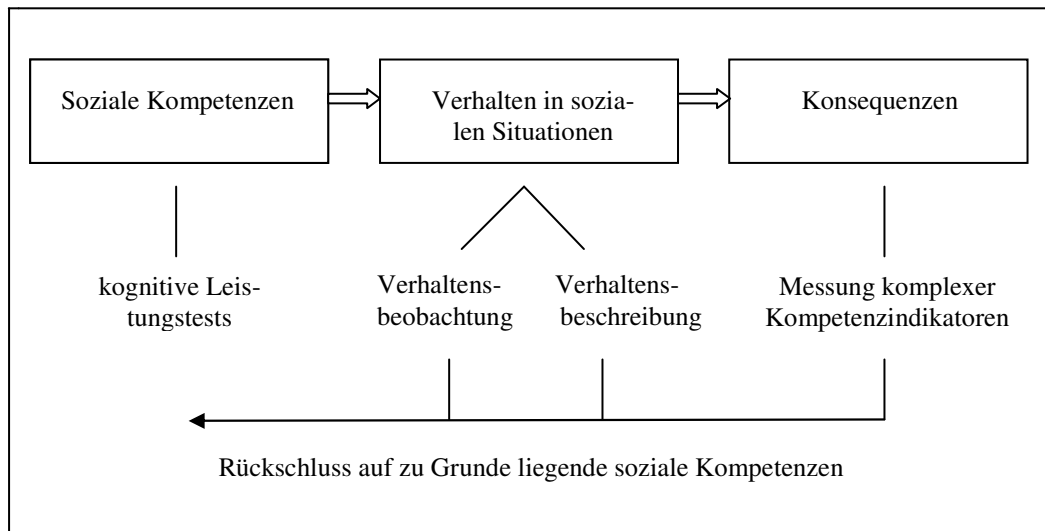 Soziale Kompetenzen
Verhalten in sozia-
len Situationen
Konsequenzen
kognitive Leis-
tungstests
Verhaltens-
beobachtung
Verhaltens-
beschreibung
Messung komplexer
Kompetenzindikatoren
Rückschluss auf zu Grunde liegende soziale Kompetenzen